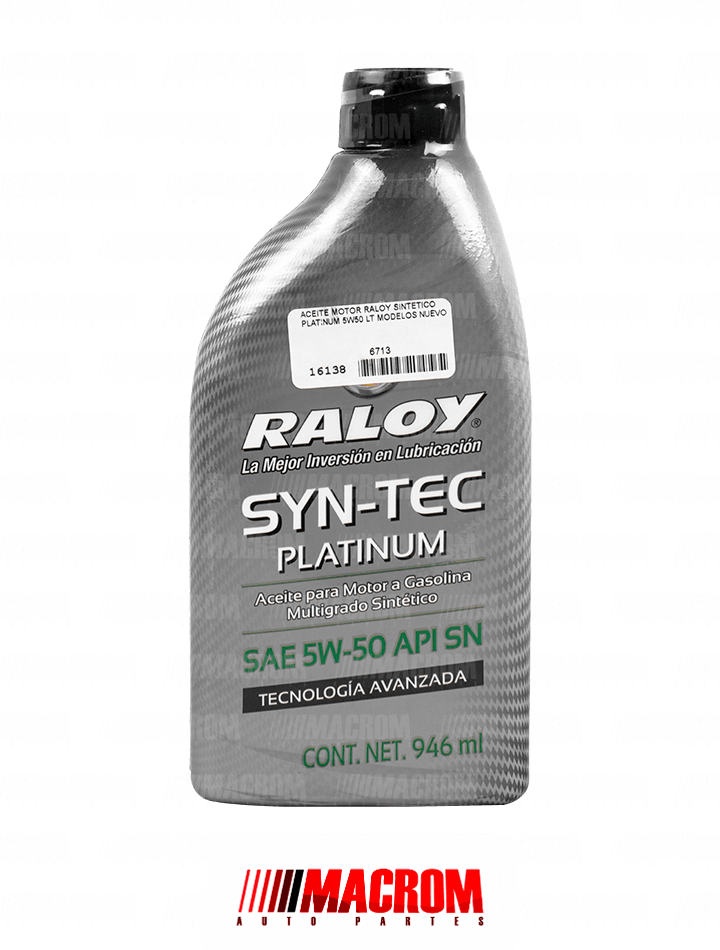 ACEITE MOTOR RALOY SINTETICO
PLATINUM 5W50 LT MODELOS NUEVO
6713
16138
RALOY®
La Mejor Inversión en Lubricación
SYN-TEC
PLATINUM
Aceite para Motor a Gasolina
Multigrado Sintético
SAE 5W-50 API SN
TECNOLOGÍA AVANZADA
CONT. NET. 946 ml
MACROM
AUTO PARTES